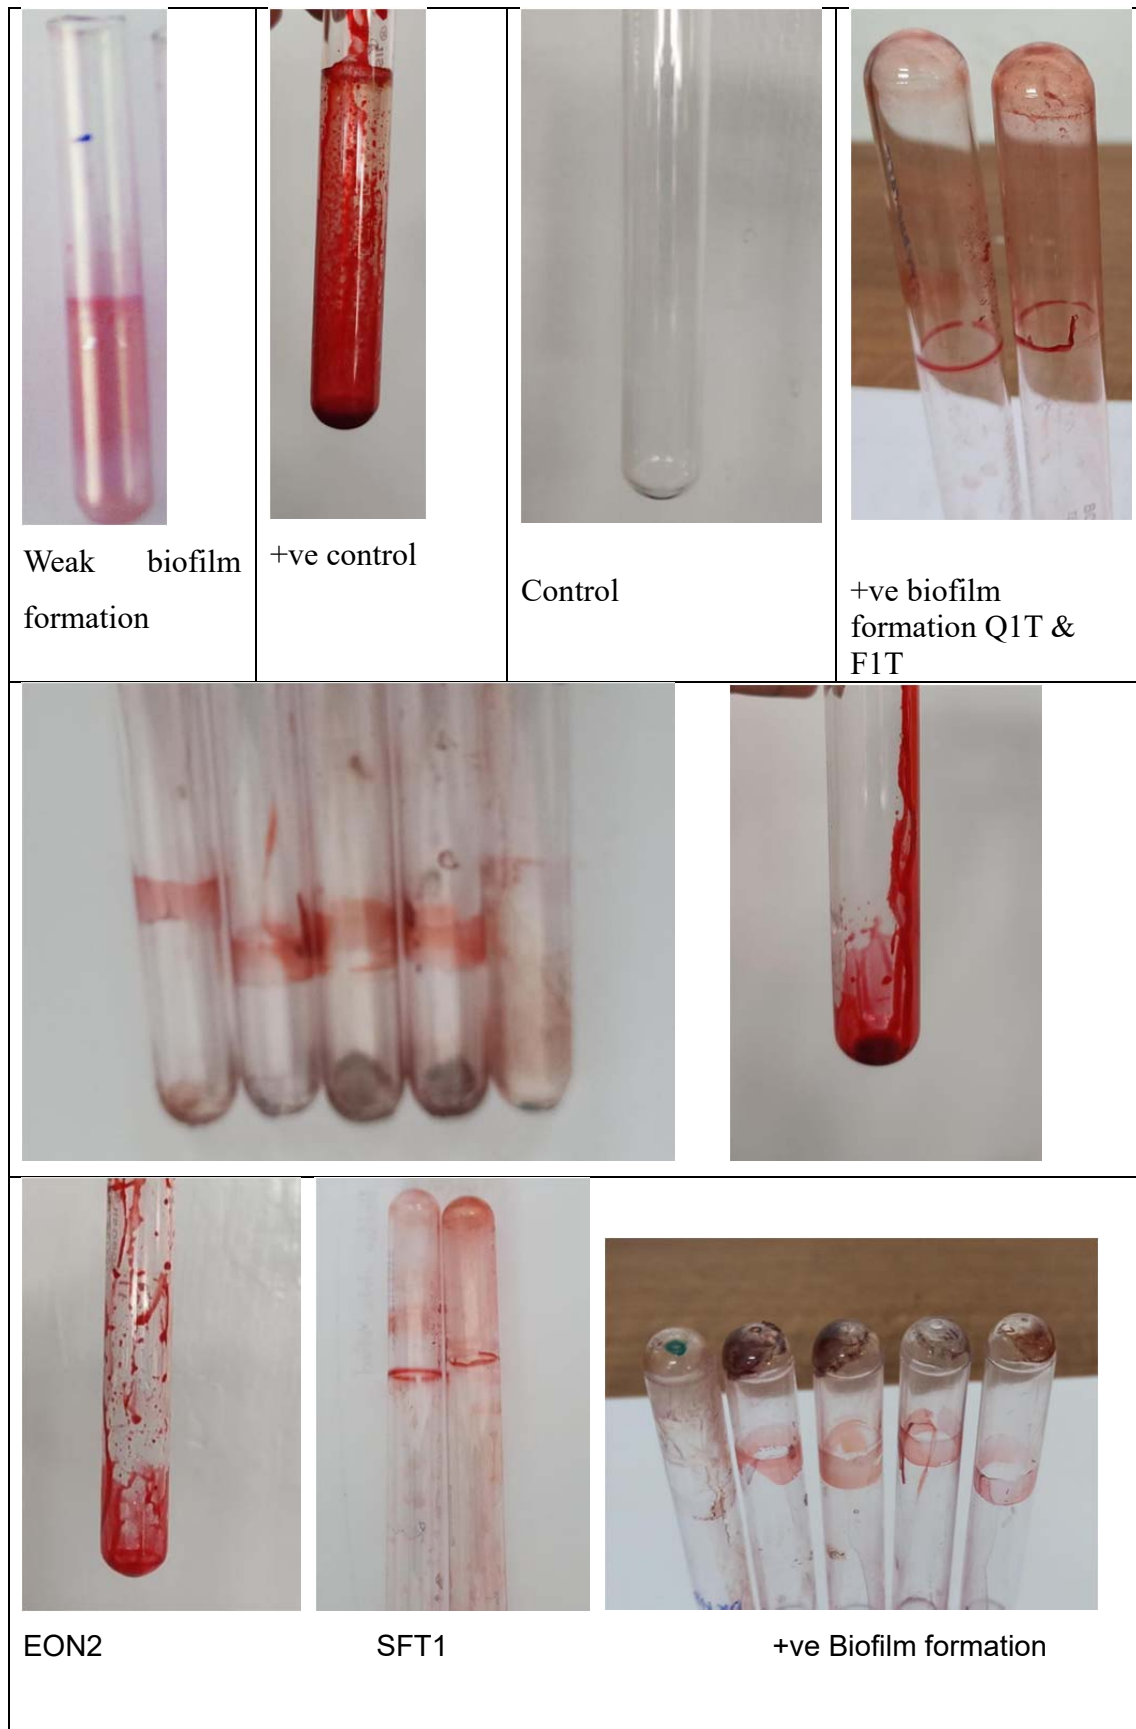 Weak biofilm
formation
+ve control
Control
+ve biofilm
formation Q1T &
F1T
EON2
SFT1
+ve Biofilm formation